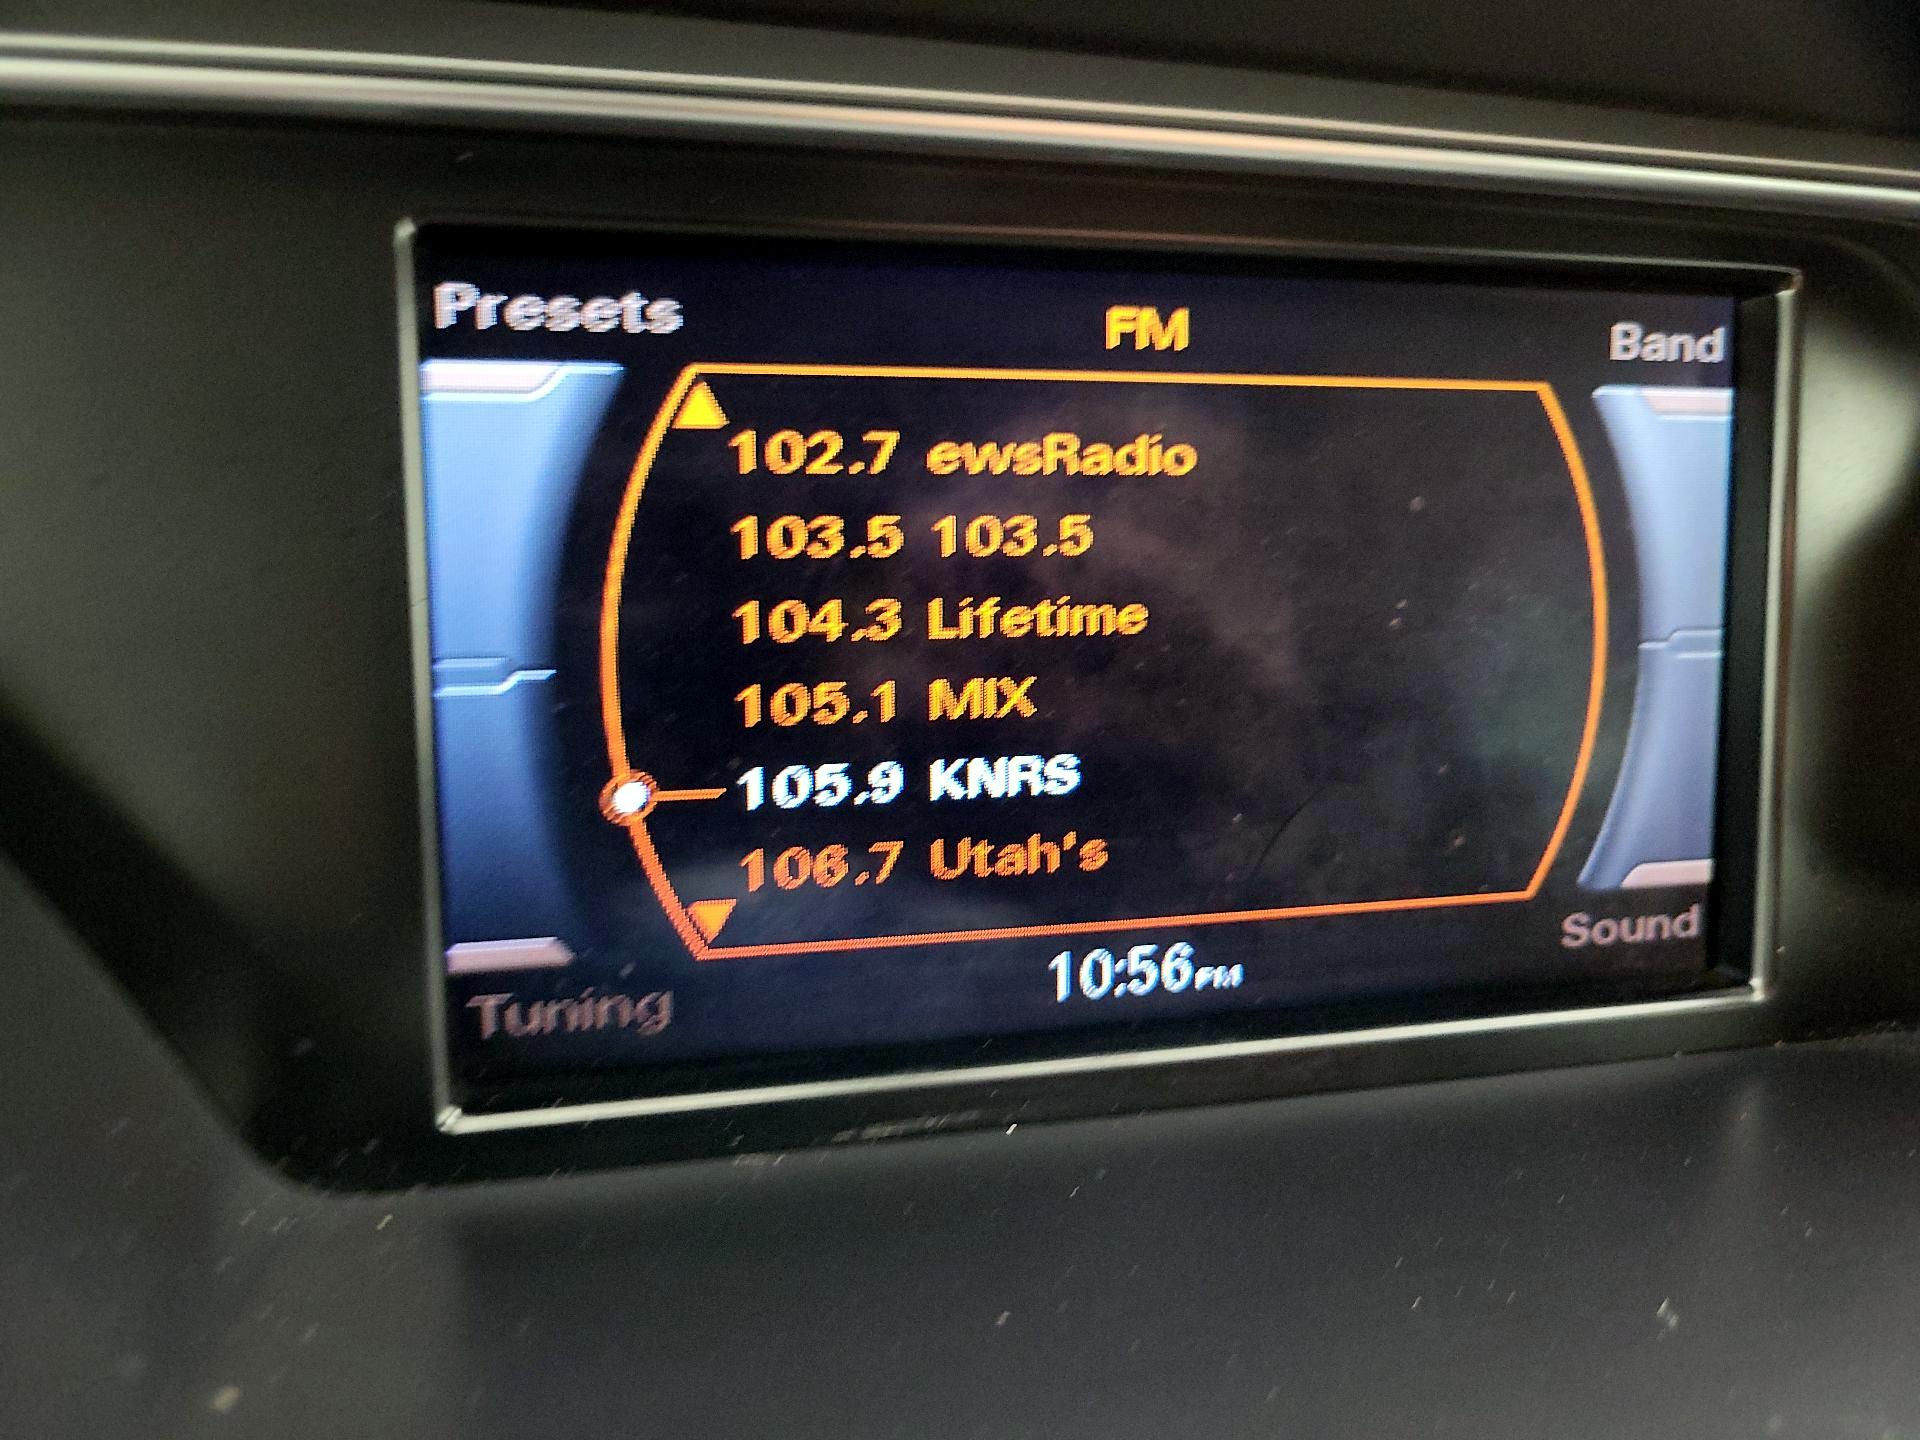 Presets
FM
Band
102.7 ewsRadio
103.5 103.5
104.3 Lifetime
105.1 MIX
105.9 KNRS
106.7 Utah's
Sound
10:56PM
Tuning